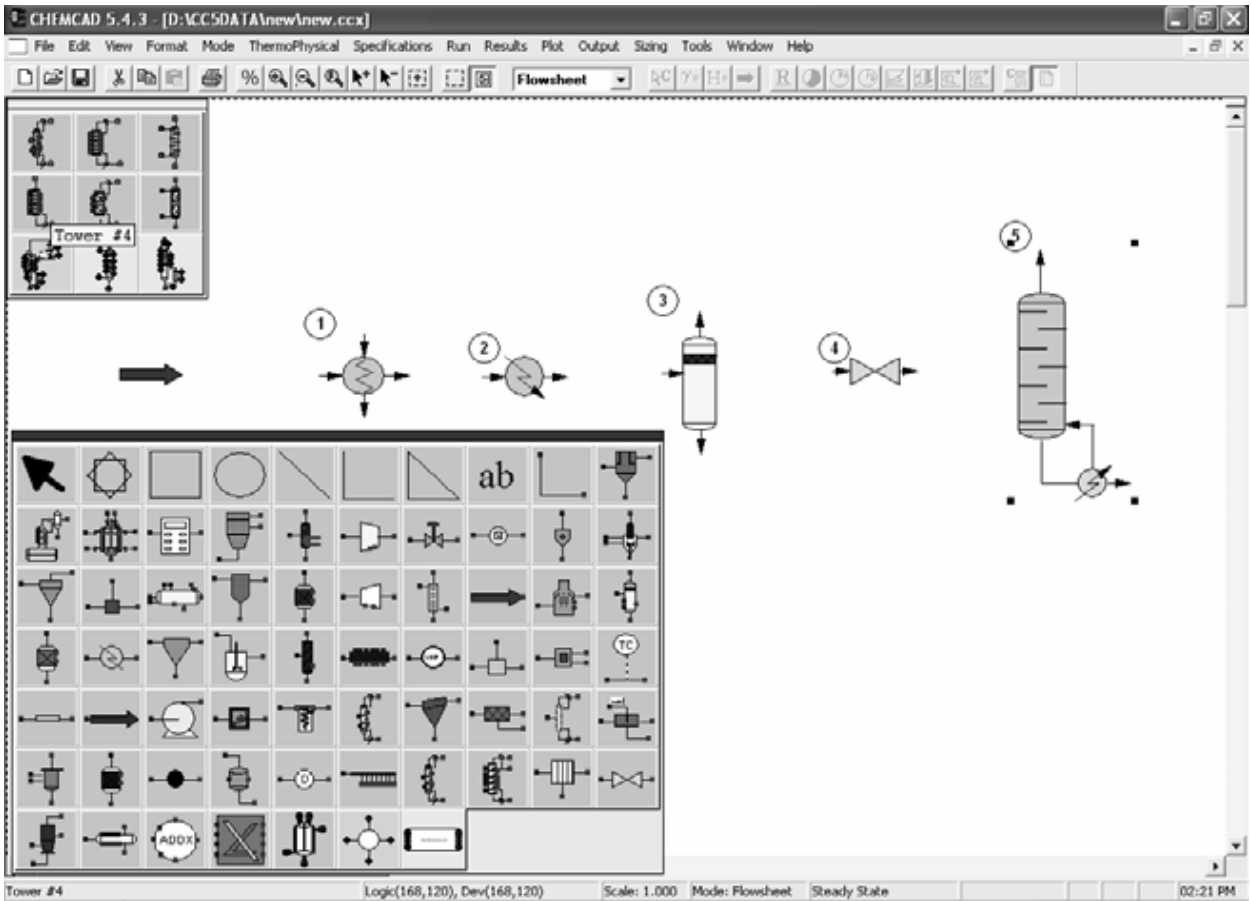 CHEMCAD 5.4.3 - [D:\CC5DATA\new\new.ccx]
File Edit View Format Mode ThermoPhysical Specifications Run Results Plot Output Sizing Tools Window Help
% Flowsheet R
Tower #4
5
3
1
2
4
ab
TC
ADDX
Tower #4 Logic(168,120), Dev(168,120) Scale: 1.000 Mode: Flowsheet Steady State 02:21 PM